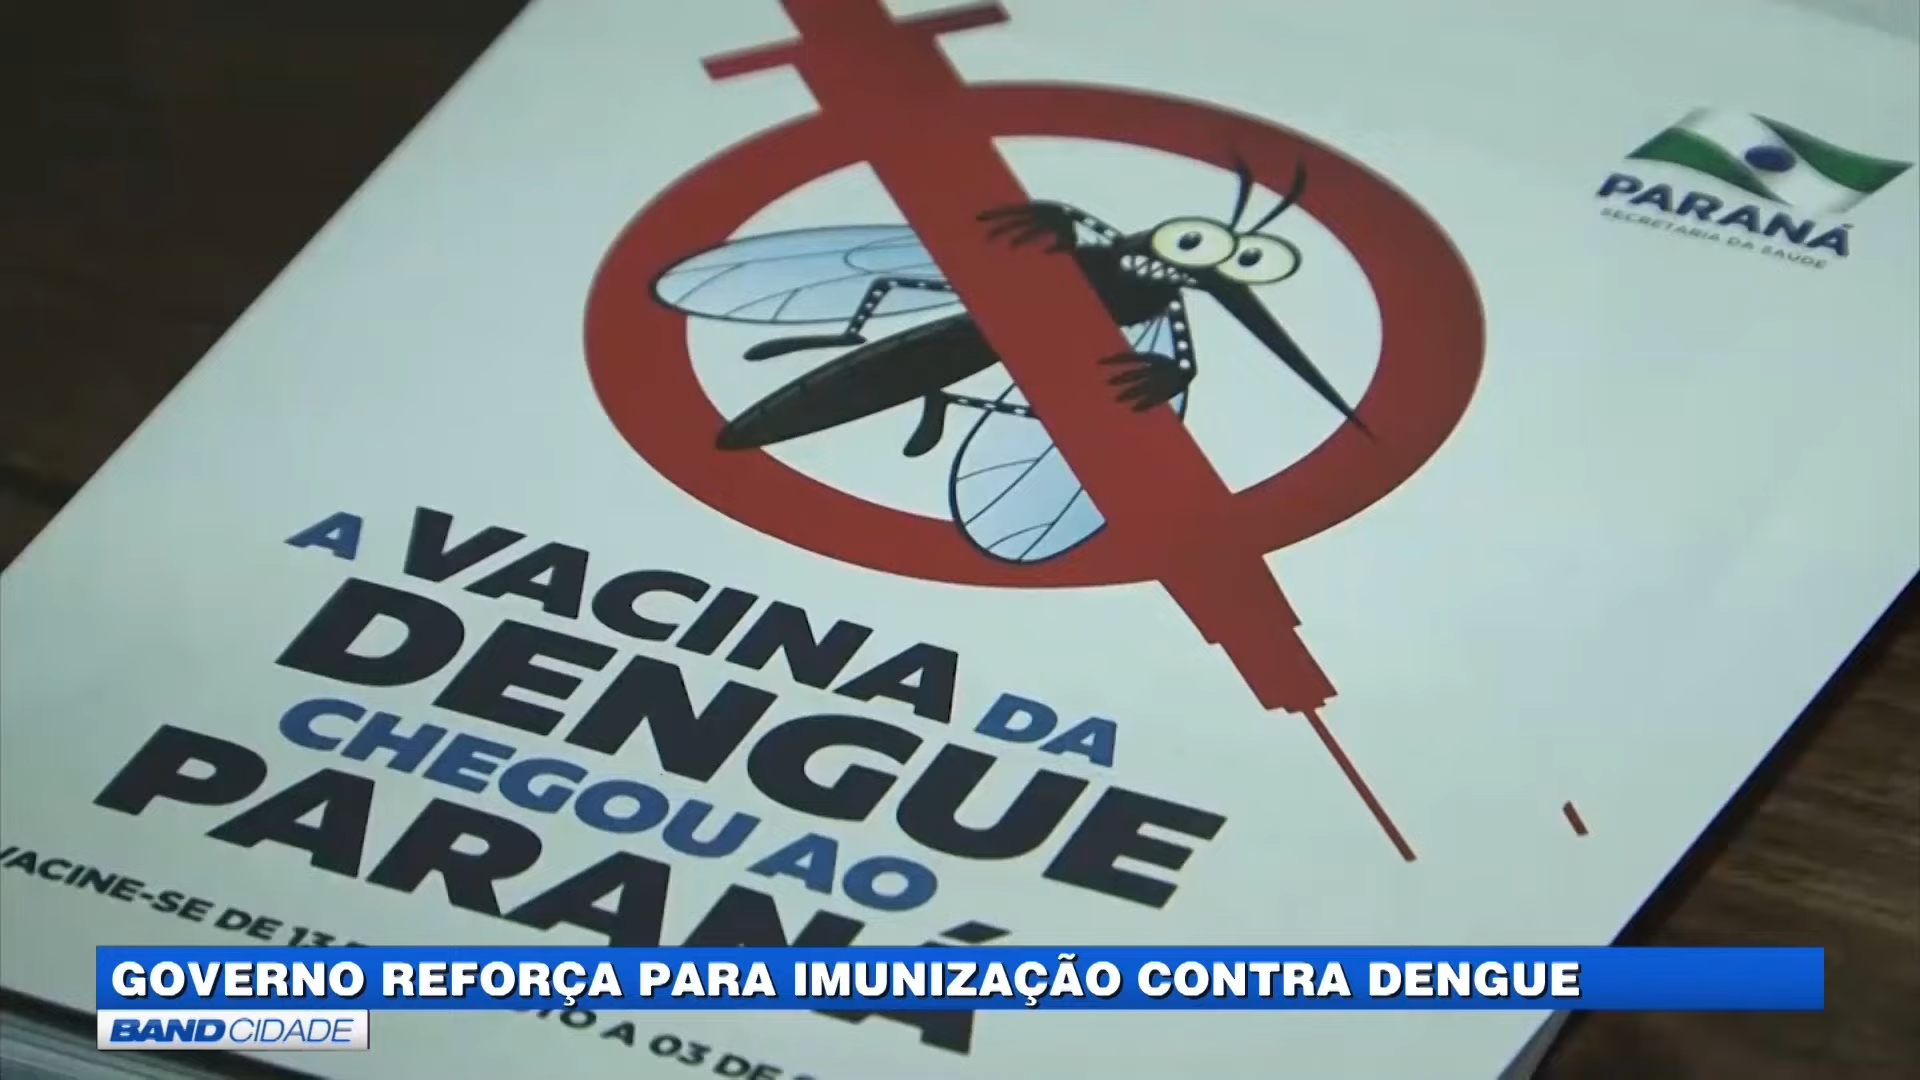 PARANÁ
SECRETARIA DA SAÚDE
A VACINA DA
DENGUE
CHEGOU AO
PARANÁ
VACINE-SE DE 13
A 03 DE
GOVERNO REFORÇA PARA IMUNIZAÇÃO CONTRA DENGUE
BAND CIDADE